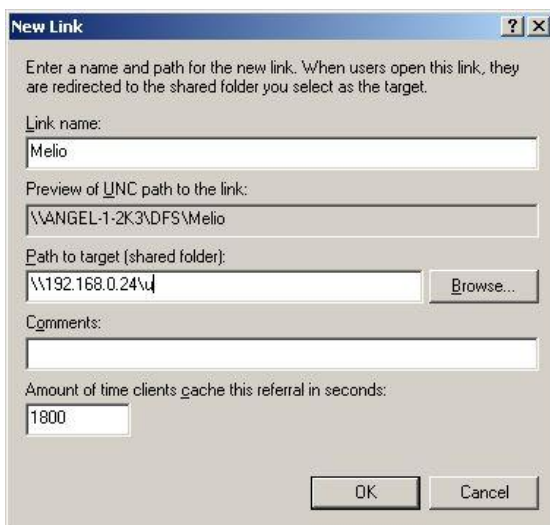 New Link
Enter a name and path for the new link. When users open this link, they
are redirected to the shared folder you select as the target.
Link name:
Melio
Preview of UNC path to the link:
\\ANGEL-1-2K3\DFS\Melio
Path to target (shared folder):
\\192.168.0.24\u
Browse...
Comments:
Amount of time clients cache this referral in seconds:
1800
OK
Cancel